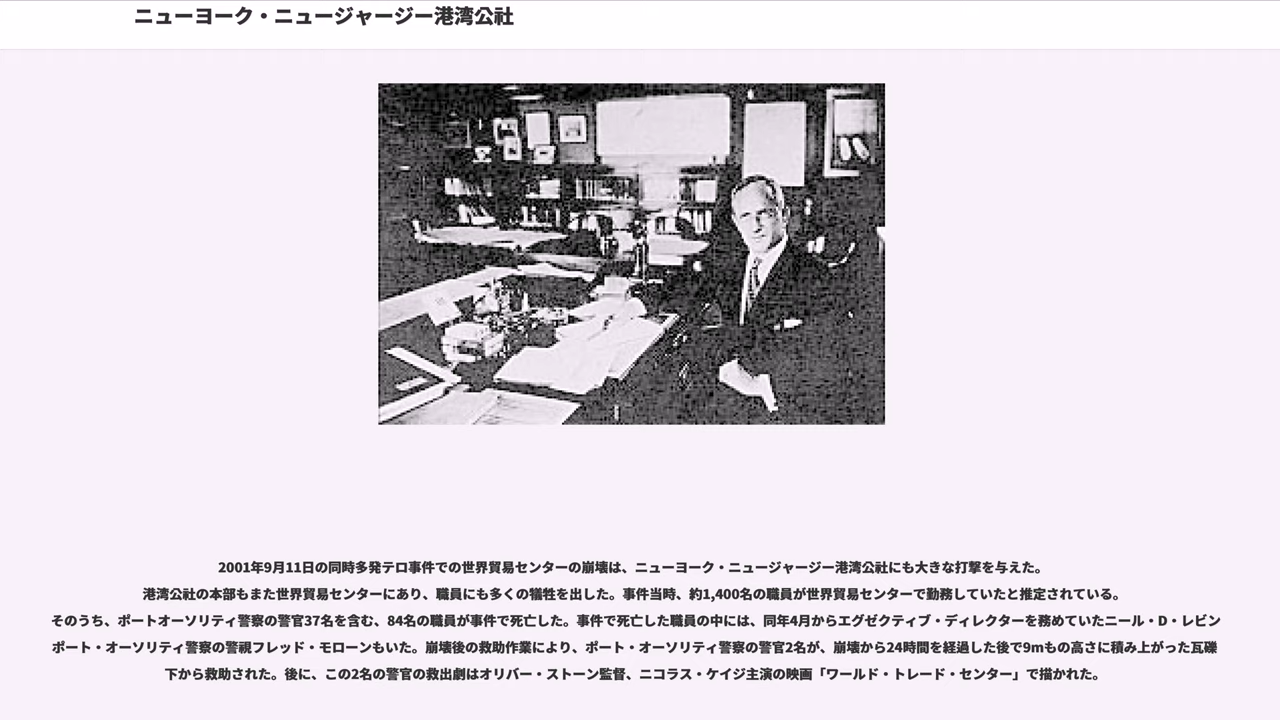 ニューヨーク・ニュージャージー港湾公社
2001年9月11日の同時多発テロ事件での世界貿易センターの崩壊は、ニューヨーク・ニュージャージー港湾公社にも大きな打撃を与えた。
港湾公社の本部もまた世界貿易センターにあり、職員にも多くの犠牲を出した。事件当時、約1,400名の職員が世界貿易センターで勤務していたと推定されている。
そのうち、ポートオーソリティ警察の警官37名を含む、84名の職員が事件で死亡した。事件で死亡した職員の中には、同年4月からエグゼクティブ・ディレクターを務めていたニール・D・レビン
ポート・オーソリティ警察の警視フレッド・モローンもいた。崩壊後の救助作業により、ポート・オーソリティ警察の警官2名が、崩壊から24時間を経過した後で9mもの高さに積み上がった瓦礫
下から救助された。後に、この2名の警官の救出劇はオリバー・ストーン監督、ニコラス・ケイジ主演の映画「ワールド・トレード・センター」で描かれた。